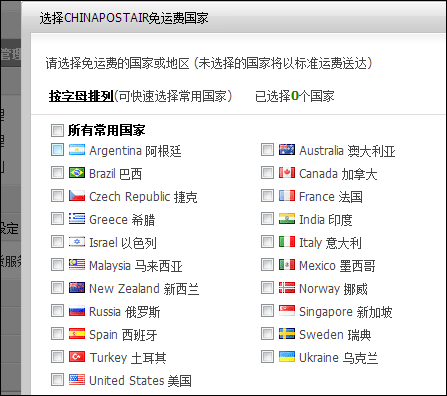 选择CHINAPOSTAIR免运费国家
管理
请选择免运费的国家或地区 (未选择的国家将以标准运费送达)
按字母排列(可快速选择常用国家) 已选择0个国家
所有常用国家
Argentina 阿根廷 Australia 澳大利亚
Brazil 巴西 Canada 加拿大
Czech Republic 捷克 France 法国
Greece 希腊 India 印度
设定
Israel 以色列 Italy 意大利
Malaysia 马来西亚 Mexico 墨西哥
New Zealand 新西兰 Norway 挪威
Russia 俄罗斯 Singapore 新加坡
Spain 西班牙 Sweden 瑞典
Turkey 土耳其 Ukraine 乌克兰
United States 美国